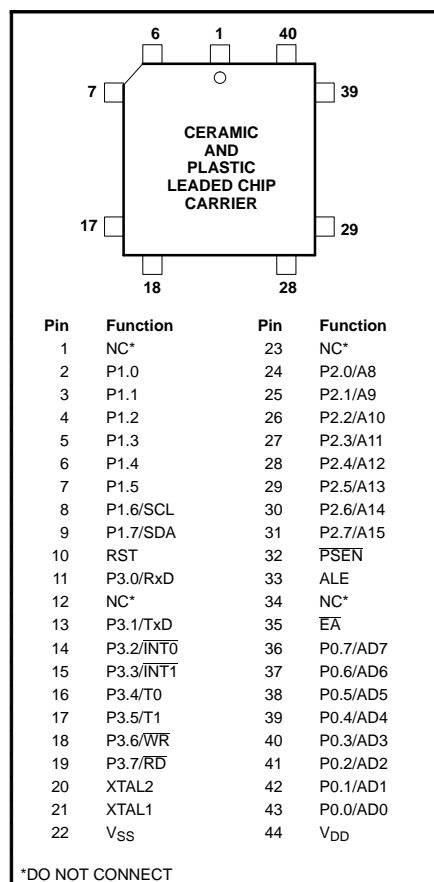 6 1 40
7 39
CERAMIC
AND
PLASTIC
LEADED CHIP
CARRIER
17 29
18 28
Pin Function Pin Function
1 NC* 23 NC*
2 P1.0 24 P2.0/A8
3 P1.1 25 P2.1/A9
4 P1.2 26 P2.2/A10
5 P1.3 27 P2.3/A11
6 P1.4 28 P2.4/A12
7 P1.5 29 P2.5/A13
8 P1.6/SCL 30 P2.6/A14
9 P1.7/SDA 31 P2.7/A15
10 RST 32 P̅S̅E̅N̅
11 P3.0/RxD 33 ALE
12 NC* 34 NC*
13 P3.1/TxD 35 E̅A̅
14 P3.2/I̅N̅T̅0̅ 36 P0.7/AD7
15 P3.3/I̅N̅T̅1̅ 37 P0.6/AD6
16 P3.4/T0 38 P0.5/AD5
17 P3.5/T1 39 P0.4/AD4
18 P3.6/W̅R̅ 40 P0.3/AD3
19 P3.7/R̅D̅ 41 P0.2/AD2
20 XTAL2 42 P0.1/AD1
21 XTAL1 43 P0.0/AD0
22 VSS 44 VDD
*DO NOT CONNECT